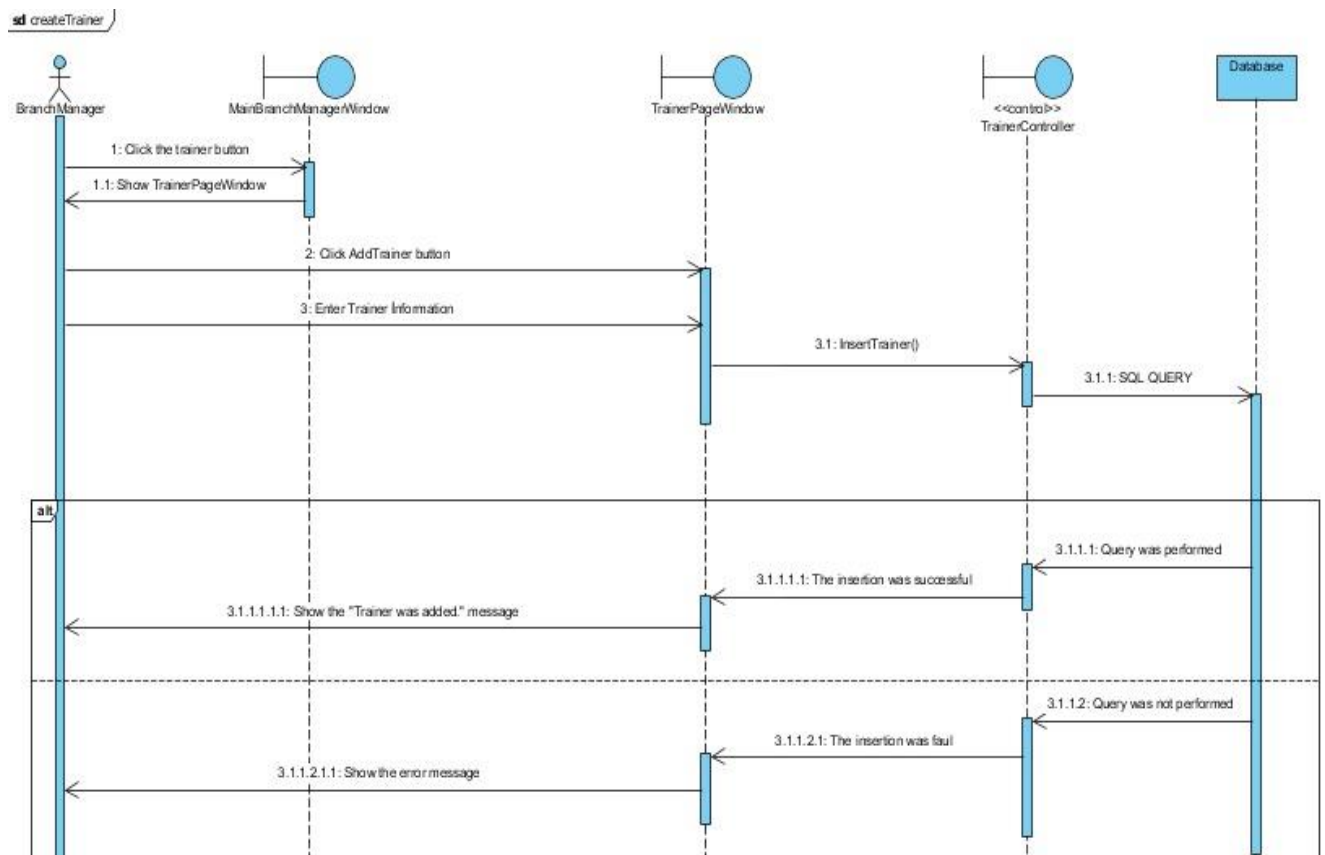 sd createTrainer
BranchManager
MainBranchManagerWindow
TrainerPageWindow
<<control>>
TrainerController
Database
1: Click the trainer button
1.1: Show TrainerPageWindow
2: Click AddTrainer button
3: Enter Trainer İnformation
3.1: InsertTrainer()
3.1.1: SQL QUERY
alt
3.1.1.1: Query was performed
3.1.1.1.1: The insertion was successful
3.1.1.1.1.1: Show the "Trainer was added." message
3.1.1.2: Query was not performed
3.1.1.2.1: The insertion was faul
3.1.1.2.1.1: Show the error message